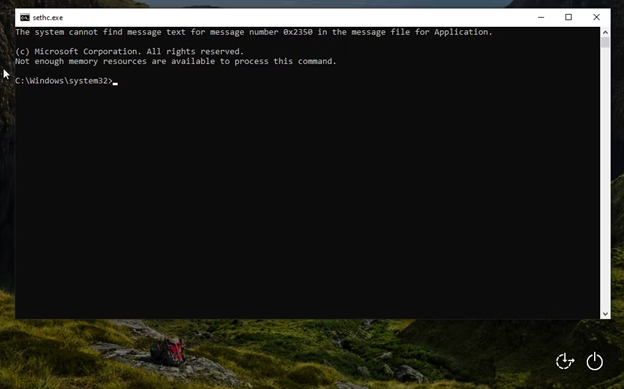 sethc.exe
The system cannot find message text for message number 0x2350 in the message file for Application.
(c) Microsoft Corporation. All rights reserved.
Not enough memory resources are available to process this command.
C:\Windows\system32>